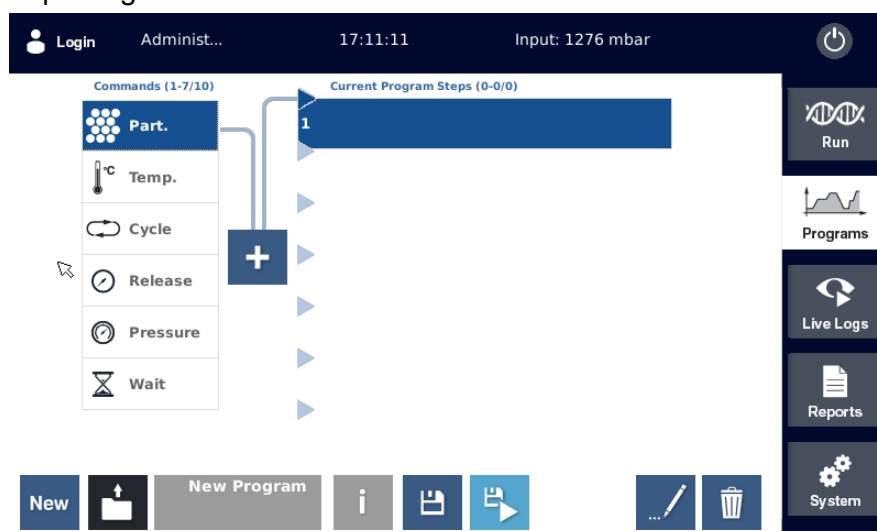 Login Administ... 17:11:11 Input: 1276 mbar
Commands (1-7/10) Current Program Steps (0-0/0)
Part.
1
Temp.
Cycle
+
Release
Pressure
Wait
Run
Programs
Live Logs
Reports
System
New
New Program
i